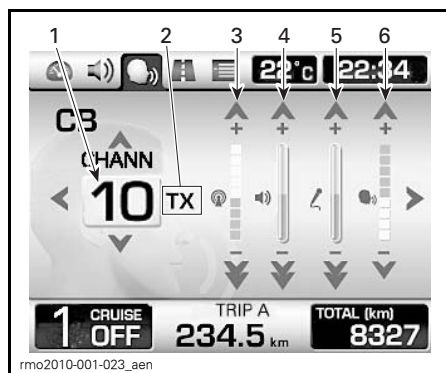 1 2 3 4 5 6
22°c 22:34
CB
CHANN
10 TX
+ + + +
- - - -
1 CRUISE OFF
TRIP A
234.5 km
TOTAL (km)
8327
rmo2010-001-023_aen